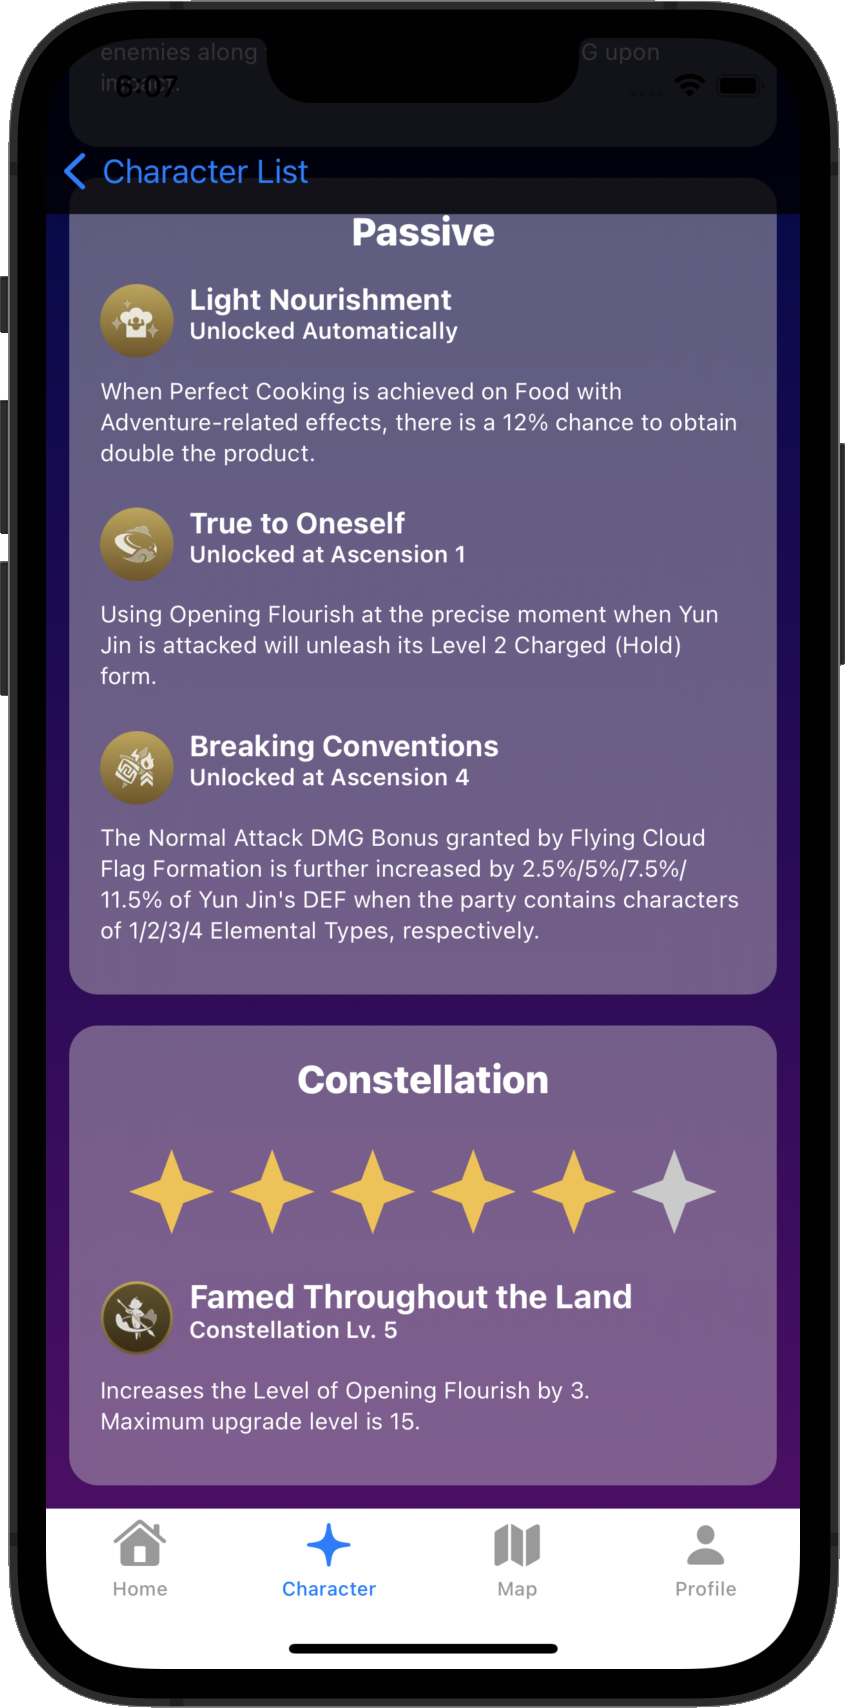 enemies along
G upon
impact.
6:07
Character List
Passive
Light Nourishment
Unlocked Automatically
When Perfect Cooking is achieved on Food with
Adventure-related effects, there is a 12% chance to obtain
double the product.
True to Oneself
Unlocked at Ascension 1
Using Opening Flourish at the precise moment when Yun
Jin is attacked will unleash its Level 2 Charged (Hold)
form.
Breaking Conventions
Unlocked at Ascension 4
The Normal Attack DMG Bonus granted by Flying Cloud
Flag Formation is further increased by 2.5%/5%/7.5%/
11.5% of Yun Jin's DEF when the party contains characters
of 1/2/3/4 Elemental Types, respectively.
Constellation
Famed Throughout the Land
Constellation Lv. 5
Increases the Level of Opening Flourish by 3.
Maximum upgrade level is 15.
Home
Character
Map
Profile